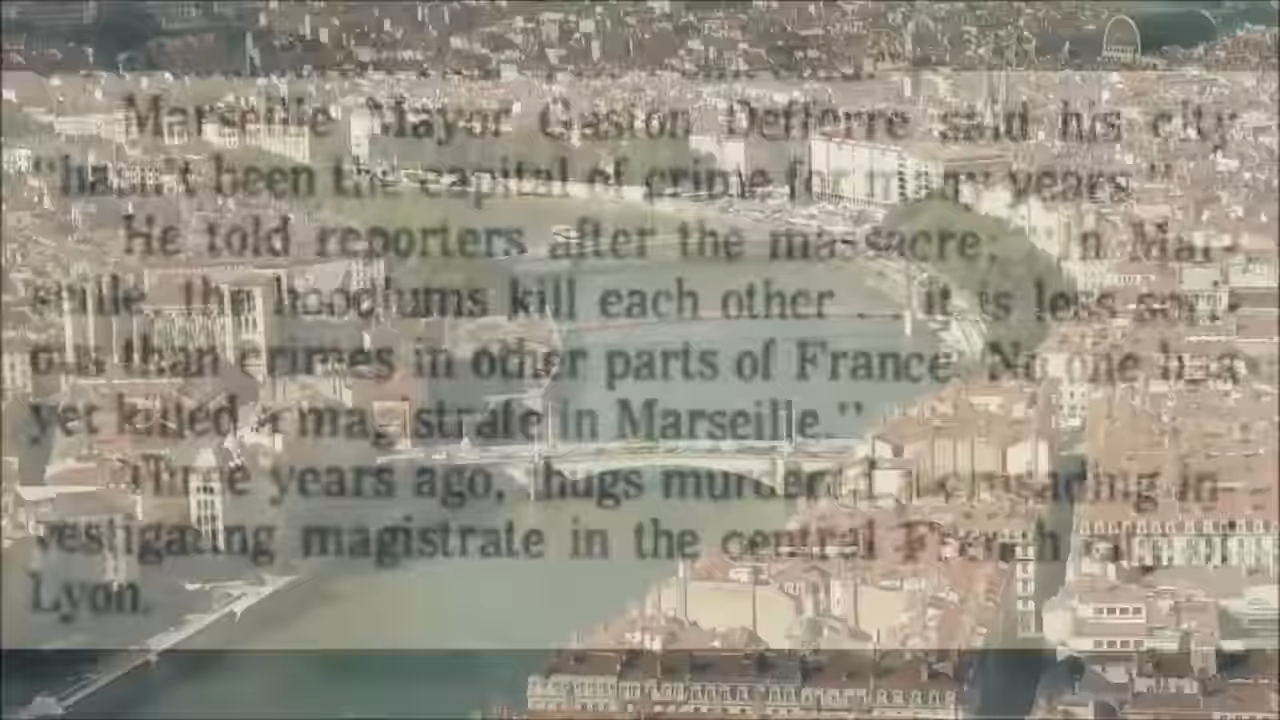 Marseille Mayor Gaston Defferre said his city
"hasn't been the capital of crime for many years."
He told reporters after the massacre: "In Mar-
seille, the hoodlums kill each other ... it is less seri-
ous than crimes in other parts of France. No one has
yet killed a magistrate in Marseille."
Three years ago, thugs murdered a crusading in-
vestigating magistrate in the central French
Lyon.